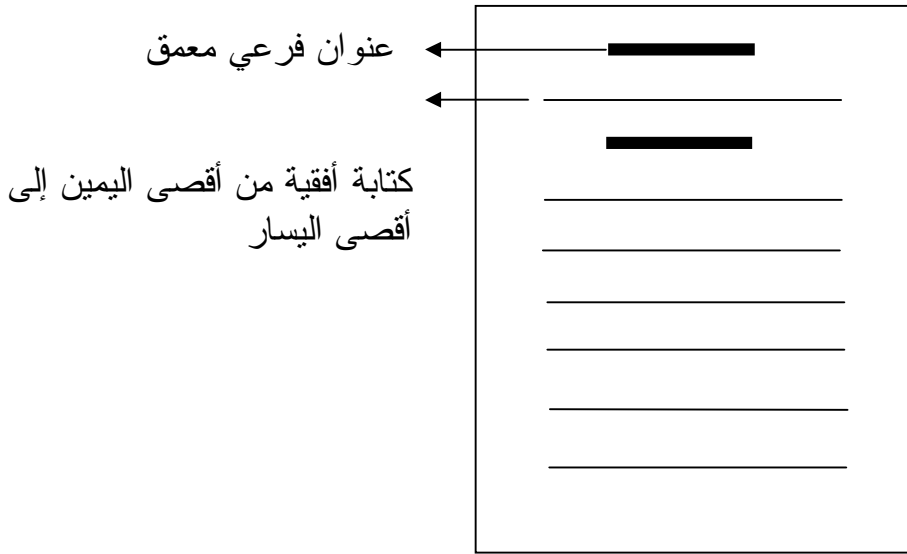 عنوان فرعي معمق
كتابة أفقية من أقصى اليمين إلى
أقصى اليسار